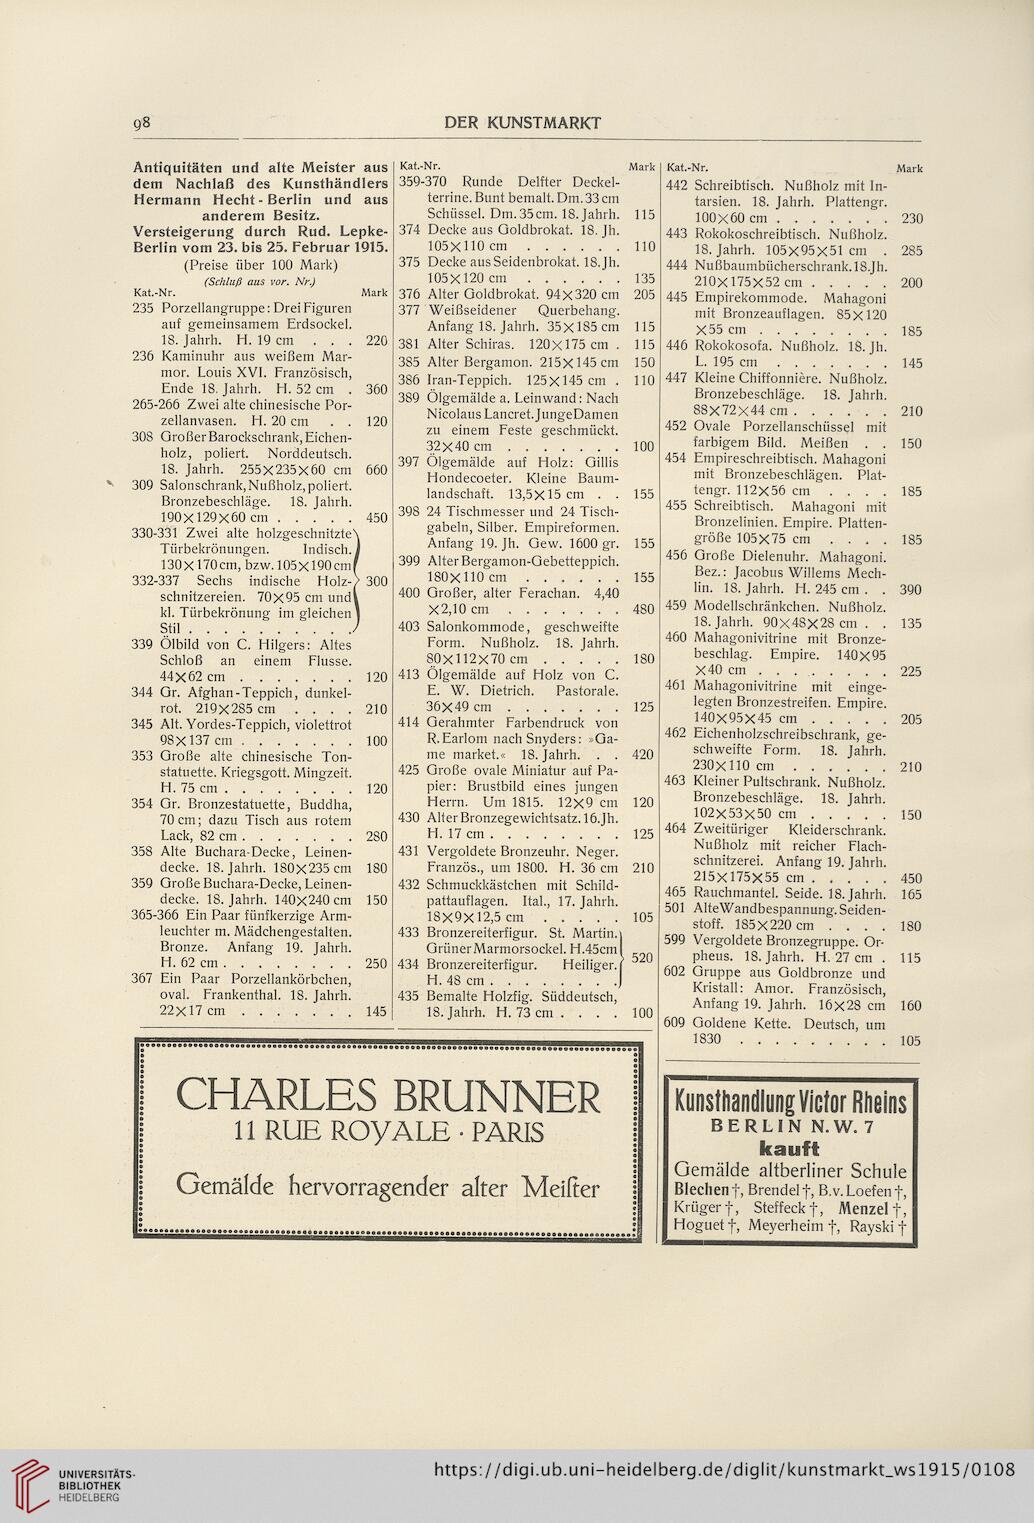 98
DER KUNSTMARKT
Antiquitäten und alte Meister aus
dem Nachlaß des Kunsthändlers
Hermann Hecht-Berlin und aus
anderem Besitz.
Versteigerung durch Rud. Lepke-
Berlin vom 23. bis 25. Februar 1915.
(Preise über 100 Mark)
(Schluß aus vor. Nr.)
Kat.-Nr. Mark
235 Porzellangruppe: Drei Figuren
auf gemeinsamem Erdsockel.
18. Jahrh. H. 19 cm . . . 220
236 Kaminuhr aus weißem Mar-
mor. Louis XVI. Französisch,
Ende 18. Jahrh. H. 52 cm . 360
265-266 Zwei alte chinesische Por-
zellanvasen. H. 20 cm . . 120
308 Großer Barockschrank, Eichen-
holz, poliert. Norddeutsch.
18. Jahrh. 255×235×60 cm 660
309 Salonschrank, Nußholz, poliert.
Bronzebeschläge. 18. Jahrh.
190×129×60 cm . . . . . 450
330-331 Zwei alte holzgeschnitzte
Türbekrönungen. Indisch.
130×170 cm, bzw. 105×190 cm
332-337 Sechs indische Holz- 300
schnitzereien. 70×95 cm und
kl. Türbekrönung im gleichen
Stil . . . . . . . . . .
339 Ölbild von C. Hilgers: Altes
Schloß an einem Flusse.
44×62 cm . . . . . . . 120
344 Gr. Afghan-Teppich, dunkel-
rot. 219×285 cm . . . . 210
345 Alt. Yordes-Teppich, violettrot
98×137 cm . . . . . . . 100
353 Große alte chinesische Ton-
statuette. Kriegsgott. Mingzeit.
H. 75 cm . . . . . . . . 120
354 Gr. Bronzestatuette, Buddha,
70 cm; dazu Tisch aus rotem
Lack, 82 cm . . . . . . . 280
358 Alte Buchara-Decke, Leinen-
decke. 18. Jahrh. 180×235 cm 180
359 Große Buchara-Decke, Leinen-
decke. 18. Jahrh. 140×240 cm 150
365-366 Ein Paar fünfkerzige Arm-
leuchter m. Mädchengestalten.
Bronze. Anfang 19. Jahrh.
H. 62 cm . . . . . . . . 250
367 Ein Paar Porzellankörbchen,
oval. Frankenthal. 18. Jahrh.
22×17 cm . . . . . . . 145
Kat.-Nr. Mark
359-370 Runde Delfter Deckel-
terrine. Bunt bemalt. Dm. 33 cm
Schüssel. Dm. 35 cm. 18. Jahrh. 115
374 Decke aus Goldbrokat. 18. Jh.
105×110 cm . . . . . . 110
375 Decke aus Seidenbrokat. 18. Jh.
105×120 cm . . . . . . 135
376 Alter Goldbrokat. 94×320 cm 205
377 Weißseidener Querbehang.
Anfang 18. Jahrh. 35×185 cm 115
381 Alter Schiras. 120×175 cm . 115
385 Alter Bergamon. 215×145 cm 150
386 Iran-Teppich. 125×145 cm . 110
389 Ölgemälde a. Leinwand: Nach
Nicolaus Lancret. Junge Damen
zu einem Feste geschmückt.
32×40 cm . . . . . . . 100
397 Ölgemälde auf Holz: Gillis
Hondecoeter. Kleine Baum-
landschaft. 13,5×15 cm . . 155
398 24 Tischmesser und 24 Tisch-
gabeln, Silber. Empireformen.
Anfang 19. Jh. Gew. 1600 gr. 155
399 Alter Bergamon-Gebetteppich.
180×110 cm . . . . . . 155
400 Großer, alter Ferachan. 4,40
×2,10 cm . . . . . . . 480
403 Salonkommode, geschweifte
Form. Nußholz. 18. Jahrh.
80×112×70 cm . . . . . 180
413 Ölgemälde auf Holz von C.
E. W. Dietrich. Pastorale.
36×49 cm . . . . . . . 125
414 Gerahmter Farbendruck von
R. Earlom nach Snyders: »Ga-
me market.« 18. Jahrh. . . 420
425 Große ovale Miniatur auf Pa-
pier: Brustbild eines jungen
Herrn. Um 1815. 12×9 cm 120
430 Alter Bronzegewichtsatz. 16. Jh.
H. 17 cm . . . . . . . . 125
431 Vergoldete Bronzeuhr. Neger.
Französ., um 1800. H. 36 cm 210
432 Schmuckkästchen mit Schild-
pattauflagen. Ital., 17. Jahrh.
18×9×12,5 cm . . . . . 105
433 Bronzereiterfigur. St. Martin.
Grüner Marmorsockel. H. 45 cm
434 Bronzereiterfigur. Heiliger. 520
H. 48 cm . . . . . . . .
435 Bemalte Holzfig. Süddeutsch,
18. Jahrh. H. 73 cm . . . . 100
Kat.-Nr. Mark
442 Schreibtisch. Nußholz mit In-
tarsien. 18. Jahrh. Plattengr.
100×60 cm . . . . . . . 230
443 Rokokoschreibtisch. Nußholz.
18. Jahrh. 105×95×51 cm . 285
444 Nußbaumbücherschrank. 18. Jh.
210×175×52 cm . . . . . 200
445 Empirekommode. Mahagoni
mit Bronzeauflagen. 85×120
×55 cm . . . . . . . . 185
446 Rokokosofa. Nußholz. 18. Jh.
L. 195 cm . . . . . . . 145
447 Kleine Chiffonnière. Nußholz.
Bronzebeschläge. 18. Jahrh.
88×72×44 cm . . . . . . 210
452 Ovale Porzellanschüssel mit
farbigem Bild. Meißen . . 150
454 Empireschreibtisch. Mahagoni
mit Bronzebeschlägen. Plat-
tengr. 112×56 cm . . . . 185
455 Schreibtisch. Mahagoni mit
Bronzelinien. Empire. Platten-
größe 105×75 cm . . . . 185
456 Große Dielenuhr. Mahagoni.
Bez.: Jacobus Willems Mech-
lin. 18. Jahrh. H. 245 cm . . 390
459 Modellschränkchen. Nußholz.
18. Jahrh. 90×48×28 cm . . 135
460 Mahagonivitrine mit Bronze-
beschlag. Empire. 140×95
×40 cm . . . . . . . . 225
461 Mahagonivitrine mit einge-
legten Bronzestreifen. Empire.
140×95×45 cm . . . . . 205
462 Eichenholzschreibschrank, ge-
schweifte Form. 18. Jahrh.
230×110 cm . . . . . . 210
463 Kleiner Pultschrank. Nußholz.
Bronzebeschläge. 18. Jahrh.
102×53×50 cm . . . . . 150
464 Zweitüriger Kleiderschrank.
Nußholz mit reicher Flach-
schnitzerei. Anfang 19. Jahrh.
215×175×55 cm . . . . . 450
465 Rauchmantel. Seide. 18. Jahrh. 165
501 Alte Wandbespannung. Seiden-
stoff. 185×220 cm . . . . 180
599 Vergoldete Bronzegruppe. Or-
pheus. 18. Jahrh. H. 27 cm . 115
602 Gruppe aus Goldbronze und
Kristall: Amor. Französisch,
Anfang 19. Jahrh. 16×28 cm 160
609 Goldene Kette. Deutsch, um
1830 . . . . . . . . . 105
CHARLES BRUNNER
11 RUE ROYALE · PARIS
Gemälde hervorragender alter Meister
Kunsthandlung Victor Rheins
BERLIN N.W. 7
kauft
Gemälde altberliner Schule
Blechen †, Brendel †, B. v. Loefen †,
Krüger †, Steffeck †, Menzel †,
Hoguet †, Meyerheim †, Rayski †
UNIVERSITÄTS-
BIBLIOTHEK
HEIDELBERG
https://digi.ub.uni-heidelberg.de/diglit/kunstmarkt_ws1915/0108